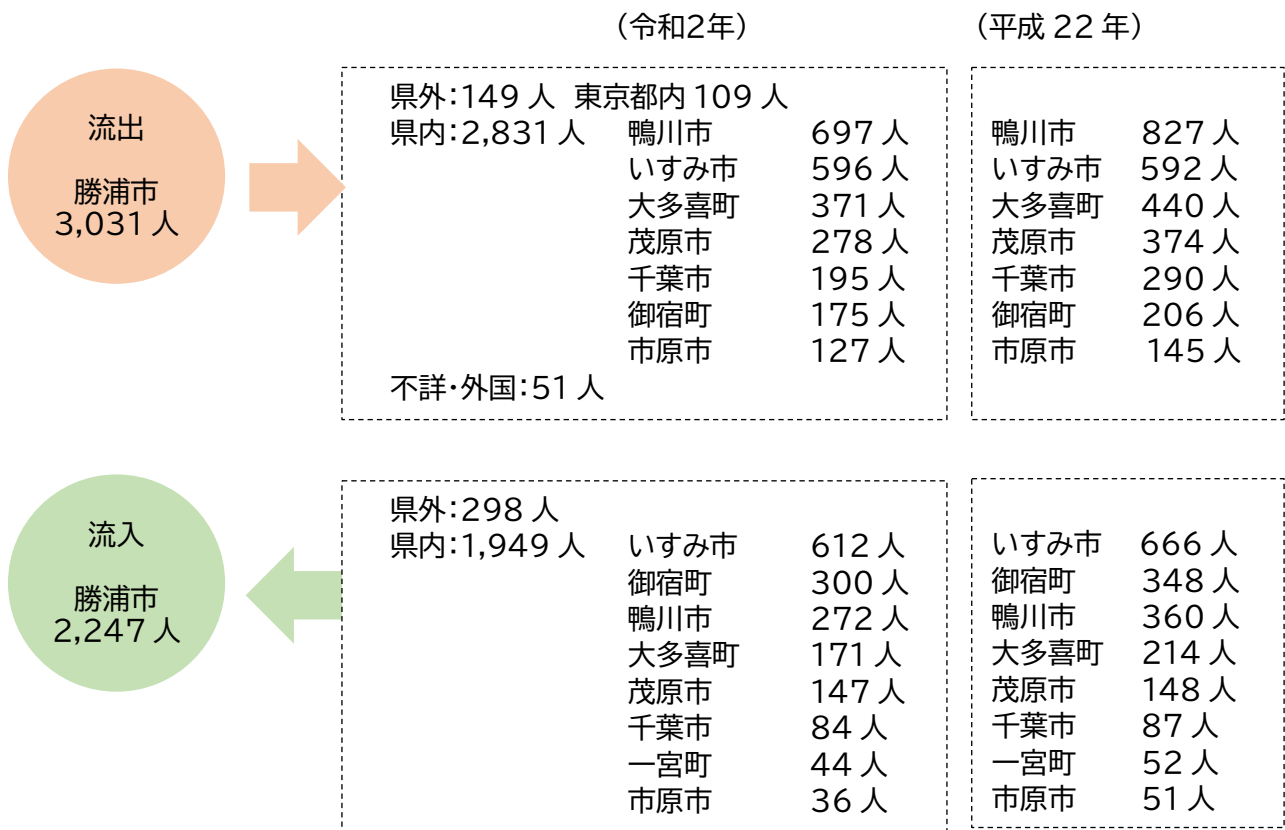 （令和2年） （平成 22 年）
県外:149 人 東京都内 109 人
流出
県内:2,831 人 鴨川市 697 人 鴨川市 827 人
いすみ市 596 人 いすみ市 592 人
勝浦市
3,031 人
大多喜町 371 人 大多喜町 440 人
茂原市 278 人 茂原市 374 人
千葉市 195 人 千葉市 290 人
御宿町 175 人 御宿町 206 人
市原市 127 人 市原市 145 人
不詳・外国:51 人
県外:298 人
流入
県内:1,949 人 いすみ市 612 人 いすみ市 666 人
御宿町 300 人 御宿町 348 人
勝浦市
2,247 人
鴨川市 272 人 鴨川市 360 人
大多喜町 171 人 大多喜町 214 人
茂原市 147 人 茂原市 148 人
千葉市 84 人 千葉市 87 人
一宮町 44 人 一宮町 52 人
市原市 36 人 市原市 51 人